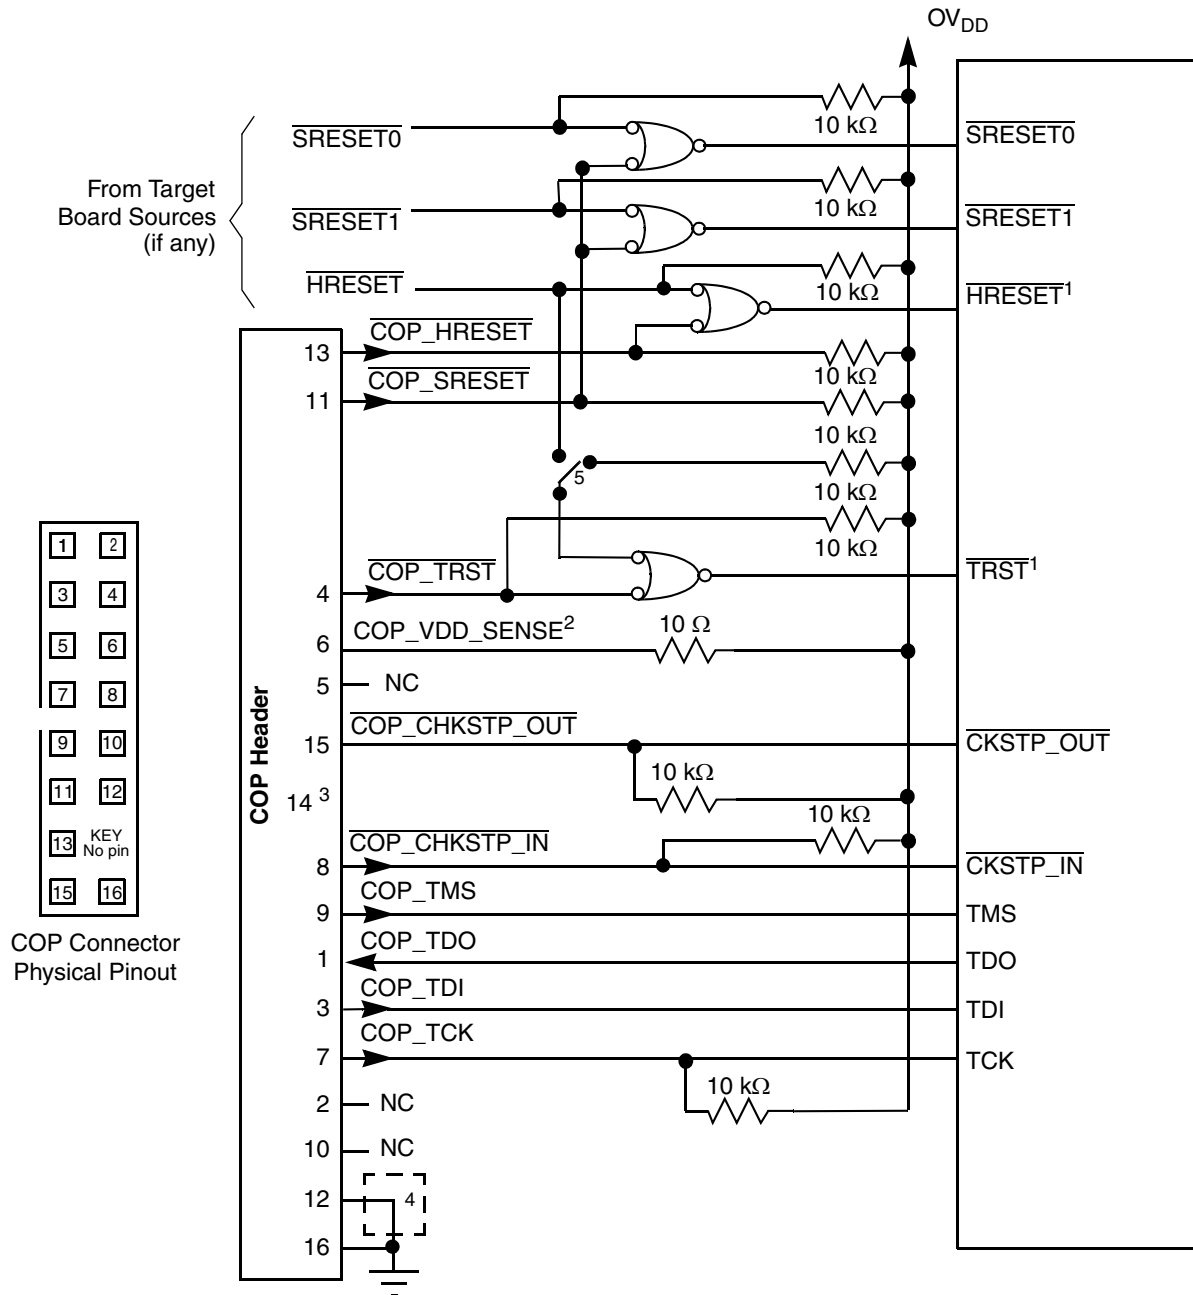 OVDD
10 kΩ
SRESET0
SRESET0
10 kΩ
From Target
Board Sources
(if any)
SRESET1
SRESET1
10 kΩ
HRESET
HRESET1
13
COP_HRESET
10 kΩ
11
COP_SRESET
10 kΩ
5
10 kΩ
10 kΩ
4
COP_TRST
TRST1
6
COP_VDD_SENSE2
10 Ω
5
NC
15
COP_CHKSTP_OUT
CKSTP_OUT
10 kΩ
14 3
10 kΩ
8
COP_CHKSTP_IN
CKSTP_IN
9
COP_TMS
TMS
1
COP_TDO
TDO
3
COP_TDI
TDI
7
COP_TCK
TCK
10 kΩ
2
NC
10
NC
12
4
16
COP Header
1 2
3 4
5 6
7 8
9 10
11 12
13 KEY
No pin
15 16
COP Connector
Physical Pinout